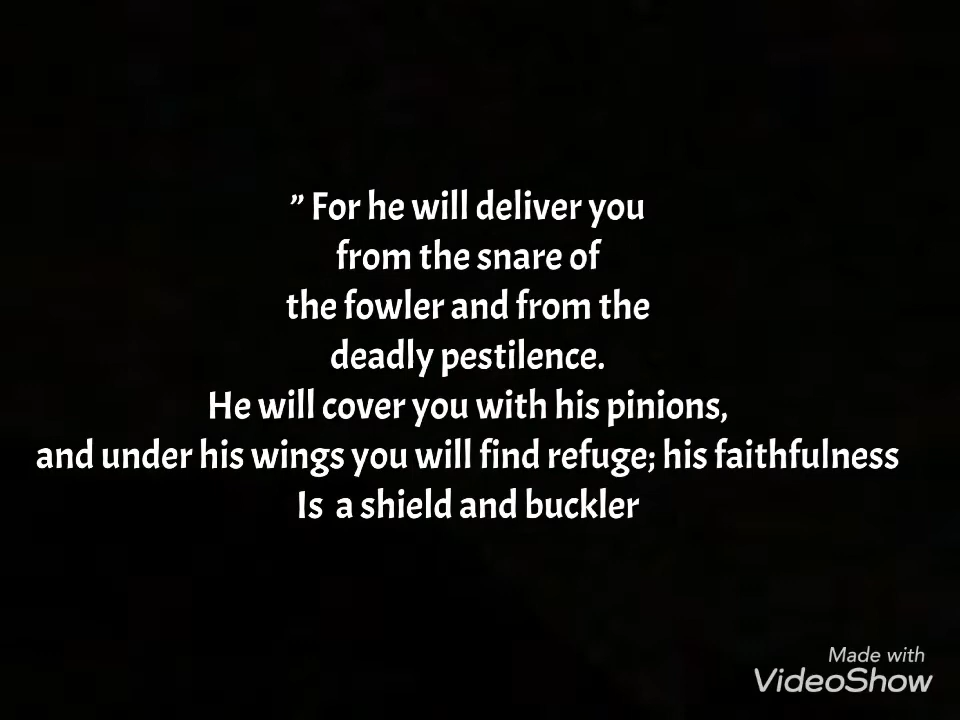 ” For he will deliver you
from the snare of
the fowler and from the
deadly pestilence.
He will cover you with his pinions,
and under his wings you will find refuge; his faithfulness
Is  a shield and buckler
Made with
VideoShow